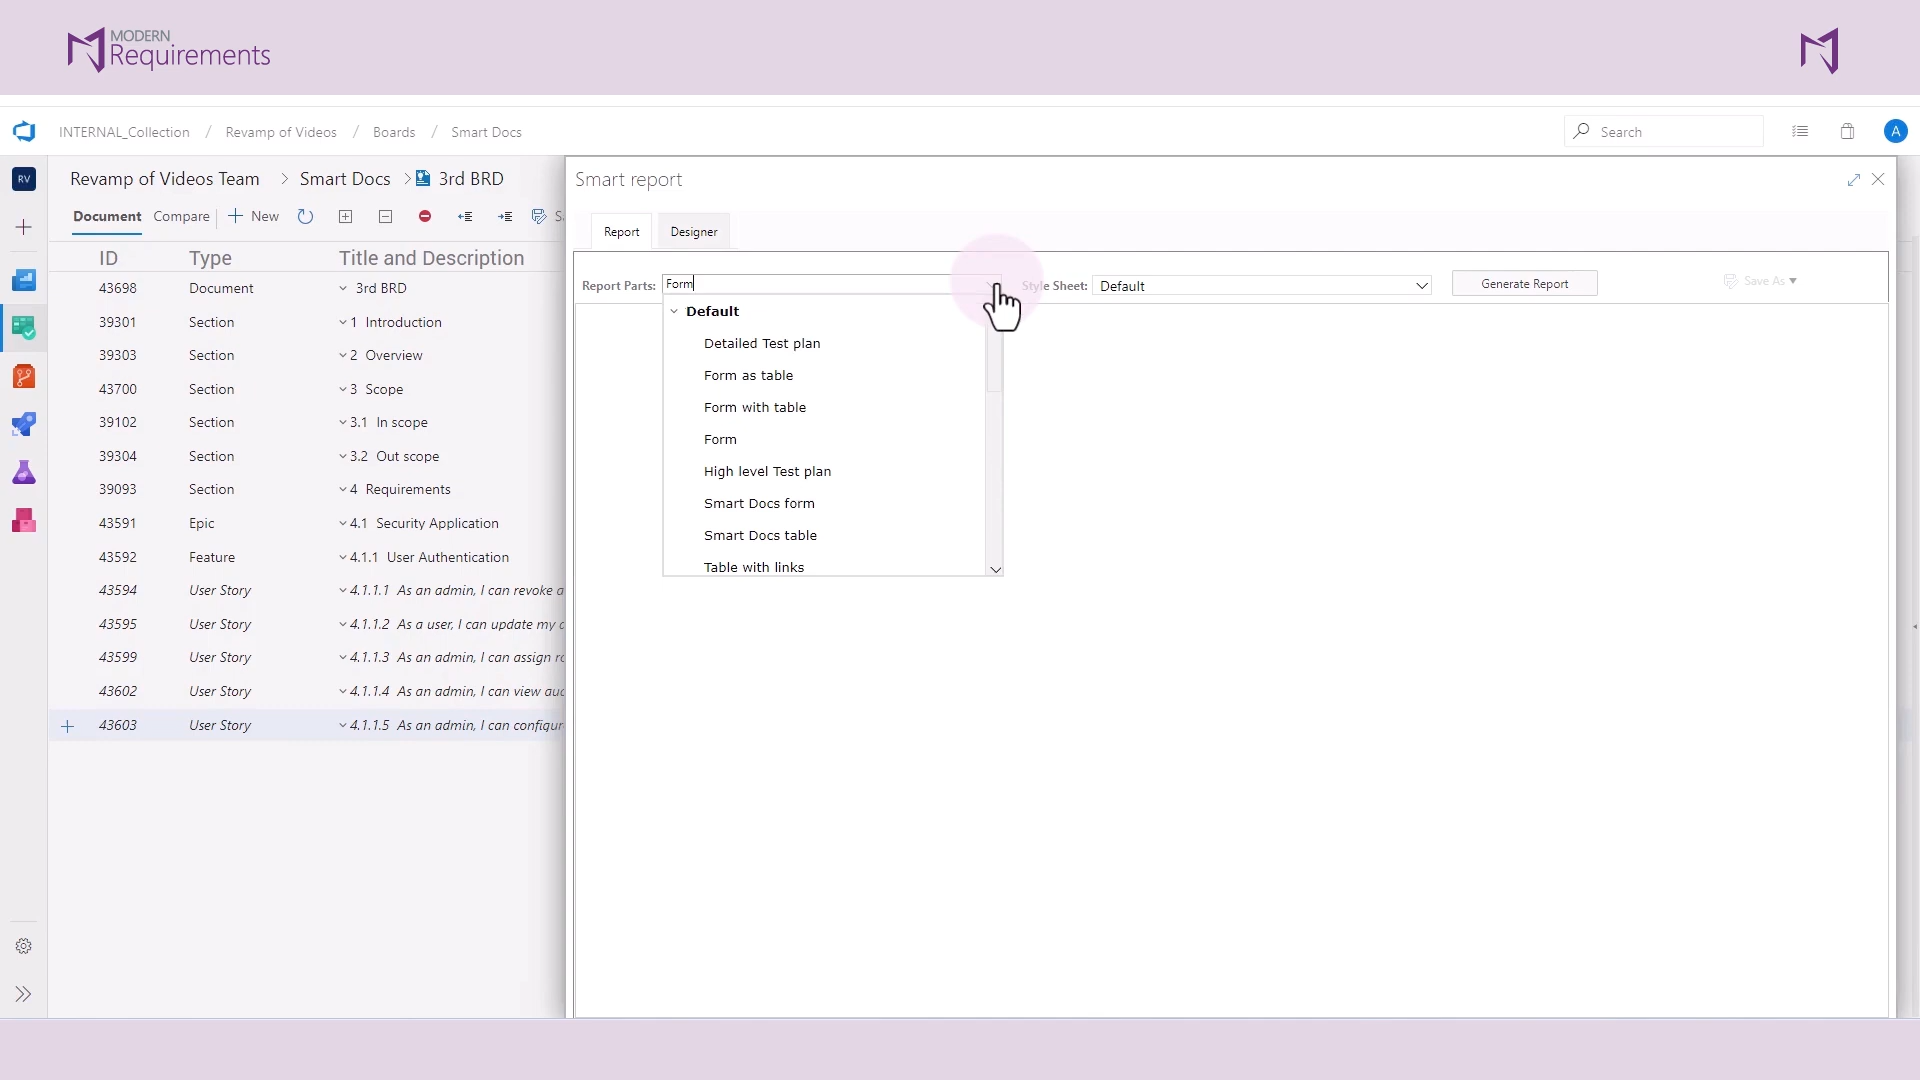 MODERN
Requirements
INTERNAL_Collection / Revamp of Videos / Boards / Smart Docs
Search
A
RV
Revamp of Videos Team > Smart Docs > 3rd BRD
Document Compare New
ID Type Title and Description
43698 Document 3rd BRD
39301 Section 1 Introduction
39303 Section 2 Overview
43700 Section 3 Scope
39102 Section 3.1 In scope
39304 Section 3.2 Out scope
39093 Section 4 Requirements
43591 Epic 4.1 Security Application
43592 Feature 4.1.1 User Authentication
43594 User Story 4.1.1.1 As an admin, I can revoke
43595 User Story 4.1.1.2 As a user, I can update my
43599 User Story 4.1.1.3 As an admin, I can assign
43602 User Story 4.1.1.4 As an admin, I can view
43603 User Story 4.1.1.5 As an admin, I can
Smart report
Report Designer
Report Parts: Form Style Sheet: Default Generate Report Save As
Default
Detailed Test plan
Form as table
Form with table
Form
High level Test plan
Smart Docs form
Smart Docs table
Table with links